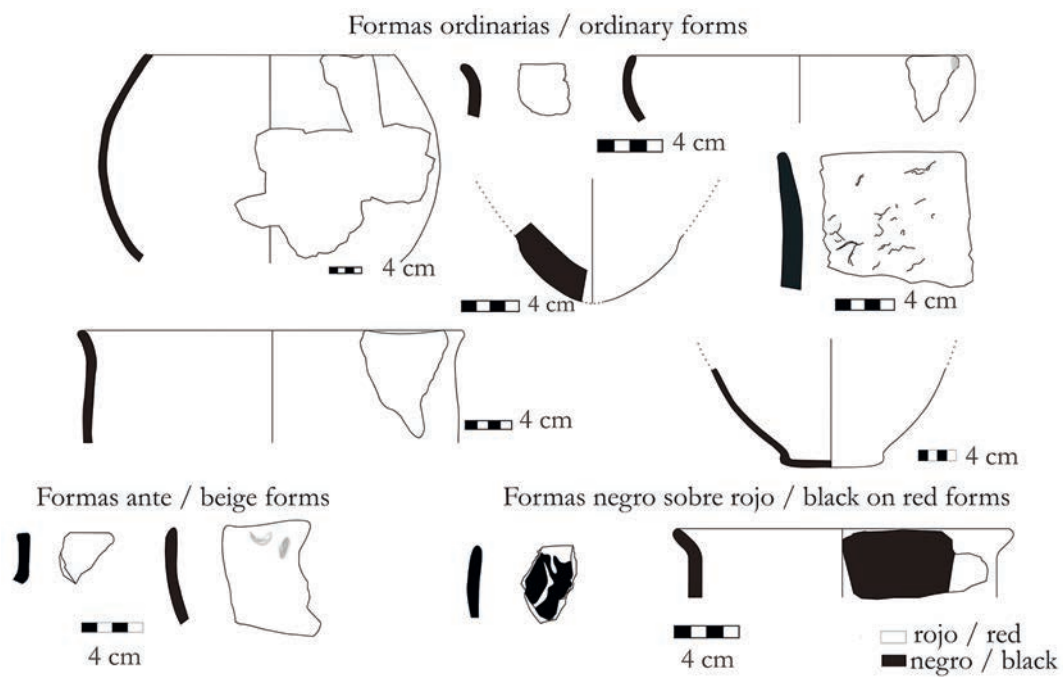 Formas ordinarias / ordinary forms
4 cm
4 cm
4 cm
4 cm
4 cm
4 cm
Formas ante / beige forms
Formas negro sobre rojo / black on red forms
4 cm
4 cm
rojo / red
negro / black